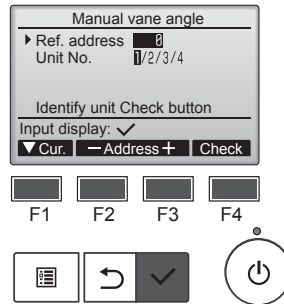 Manual vane angle
Ref. address 0
Unit No. 1/2/3/4
Identify unit Check button
Input display: ✓
▼ Cur. − Address + Check
F1 F2 F3 F4